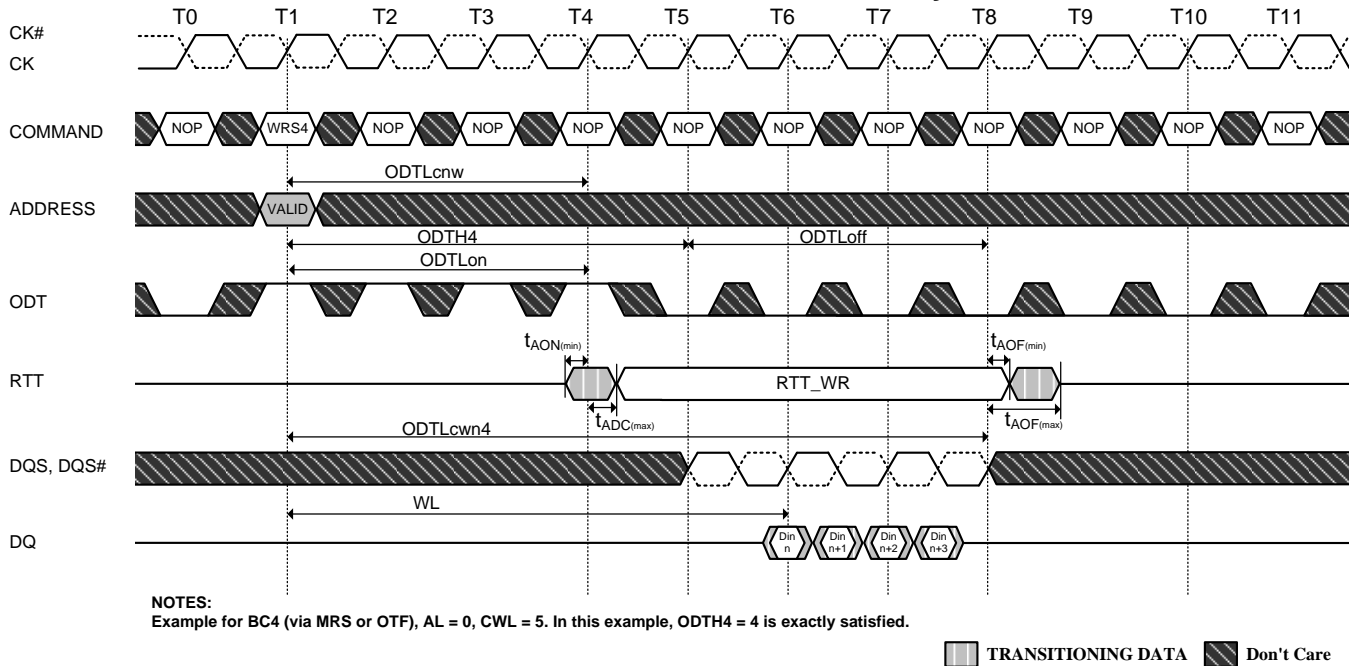 T0 T1 T2 T3 T4 T5 T6 T7 T8 T9 T10 T11
CK#
CK
COMMAND NOP WRS4 NOP NOP NOP NOP NOP NOP NOP NOP NOP NOP
ODTLcnw
ADDRESS VALID
ODTH4 ODTLoff
ODTLon
ODT
tAON(min) tAOF(min)
RTT RTT_WR
tADC(max) tAOF(max)
ODTLcwn4
DQS, DQS#
WL
DQ Din n Din n+1 Din n+2 Din n+3
NOTES:
Example for BC4 (via MRS or OTF), AL = 0, CWL = 5. In this example, ODTH4 = 4 is exactly satisfied.
TRANSITIONING DATA Don't Care